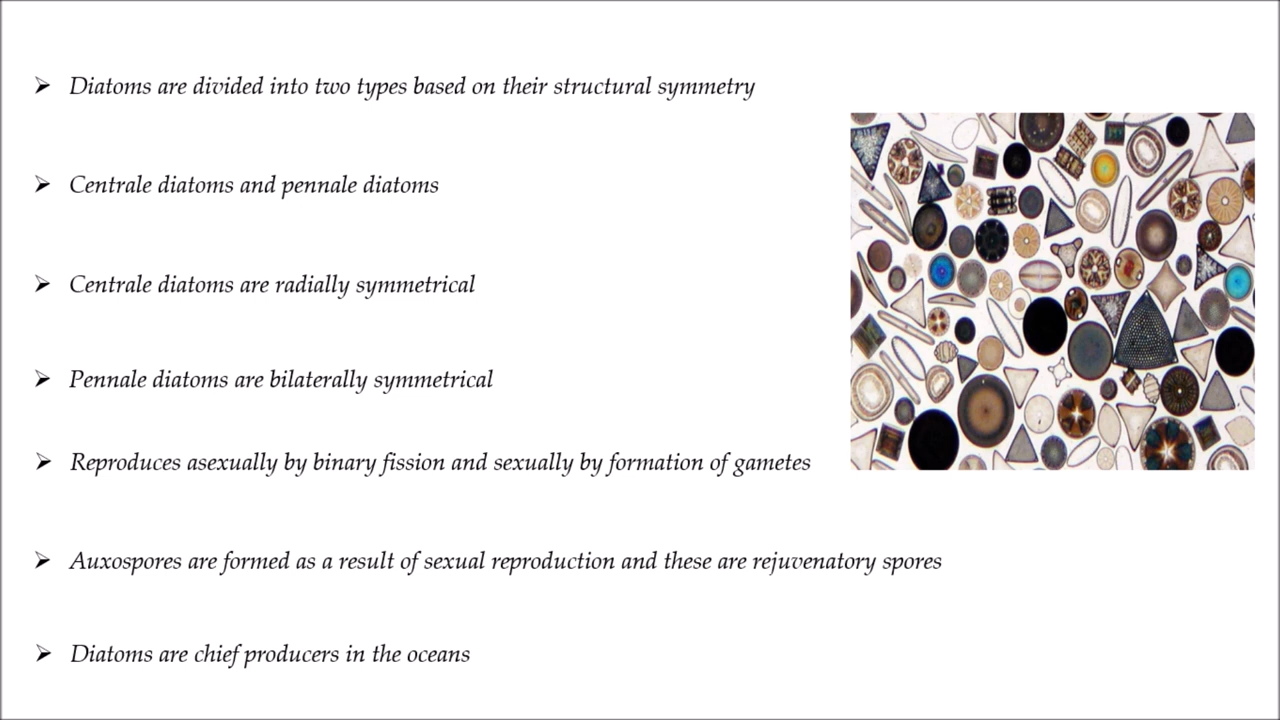 ➢ Diatoms are divided into two types based on their structural symmetry
➢ Centrale diatoms and pennale diatoms
➢ Centrale diatoms are radially symmetrical
➢ Pennale diatoms are bilaterally symmetrical
➢ Reproduces asexually by binary fission and sexually by formation of gametes
➢ Auxospores are formed as a result of sexual reproduction and these are rejuvenatory spores
➢ Diatoms are chief producers in the oceans